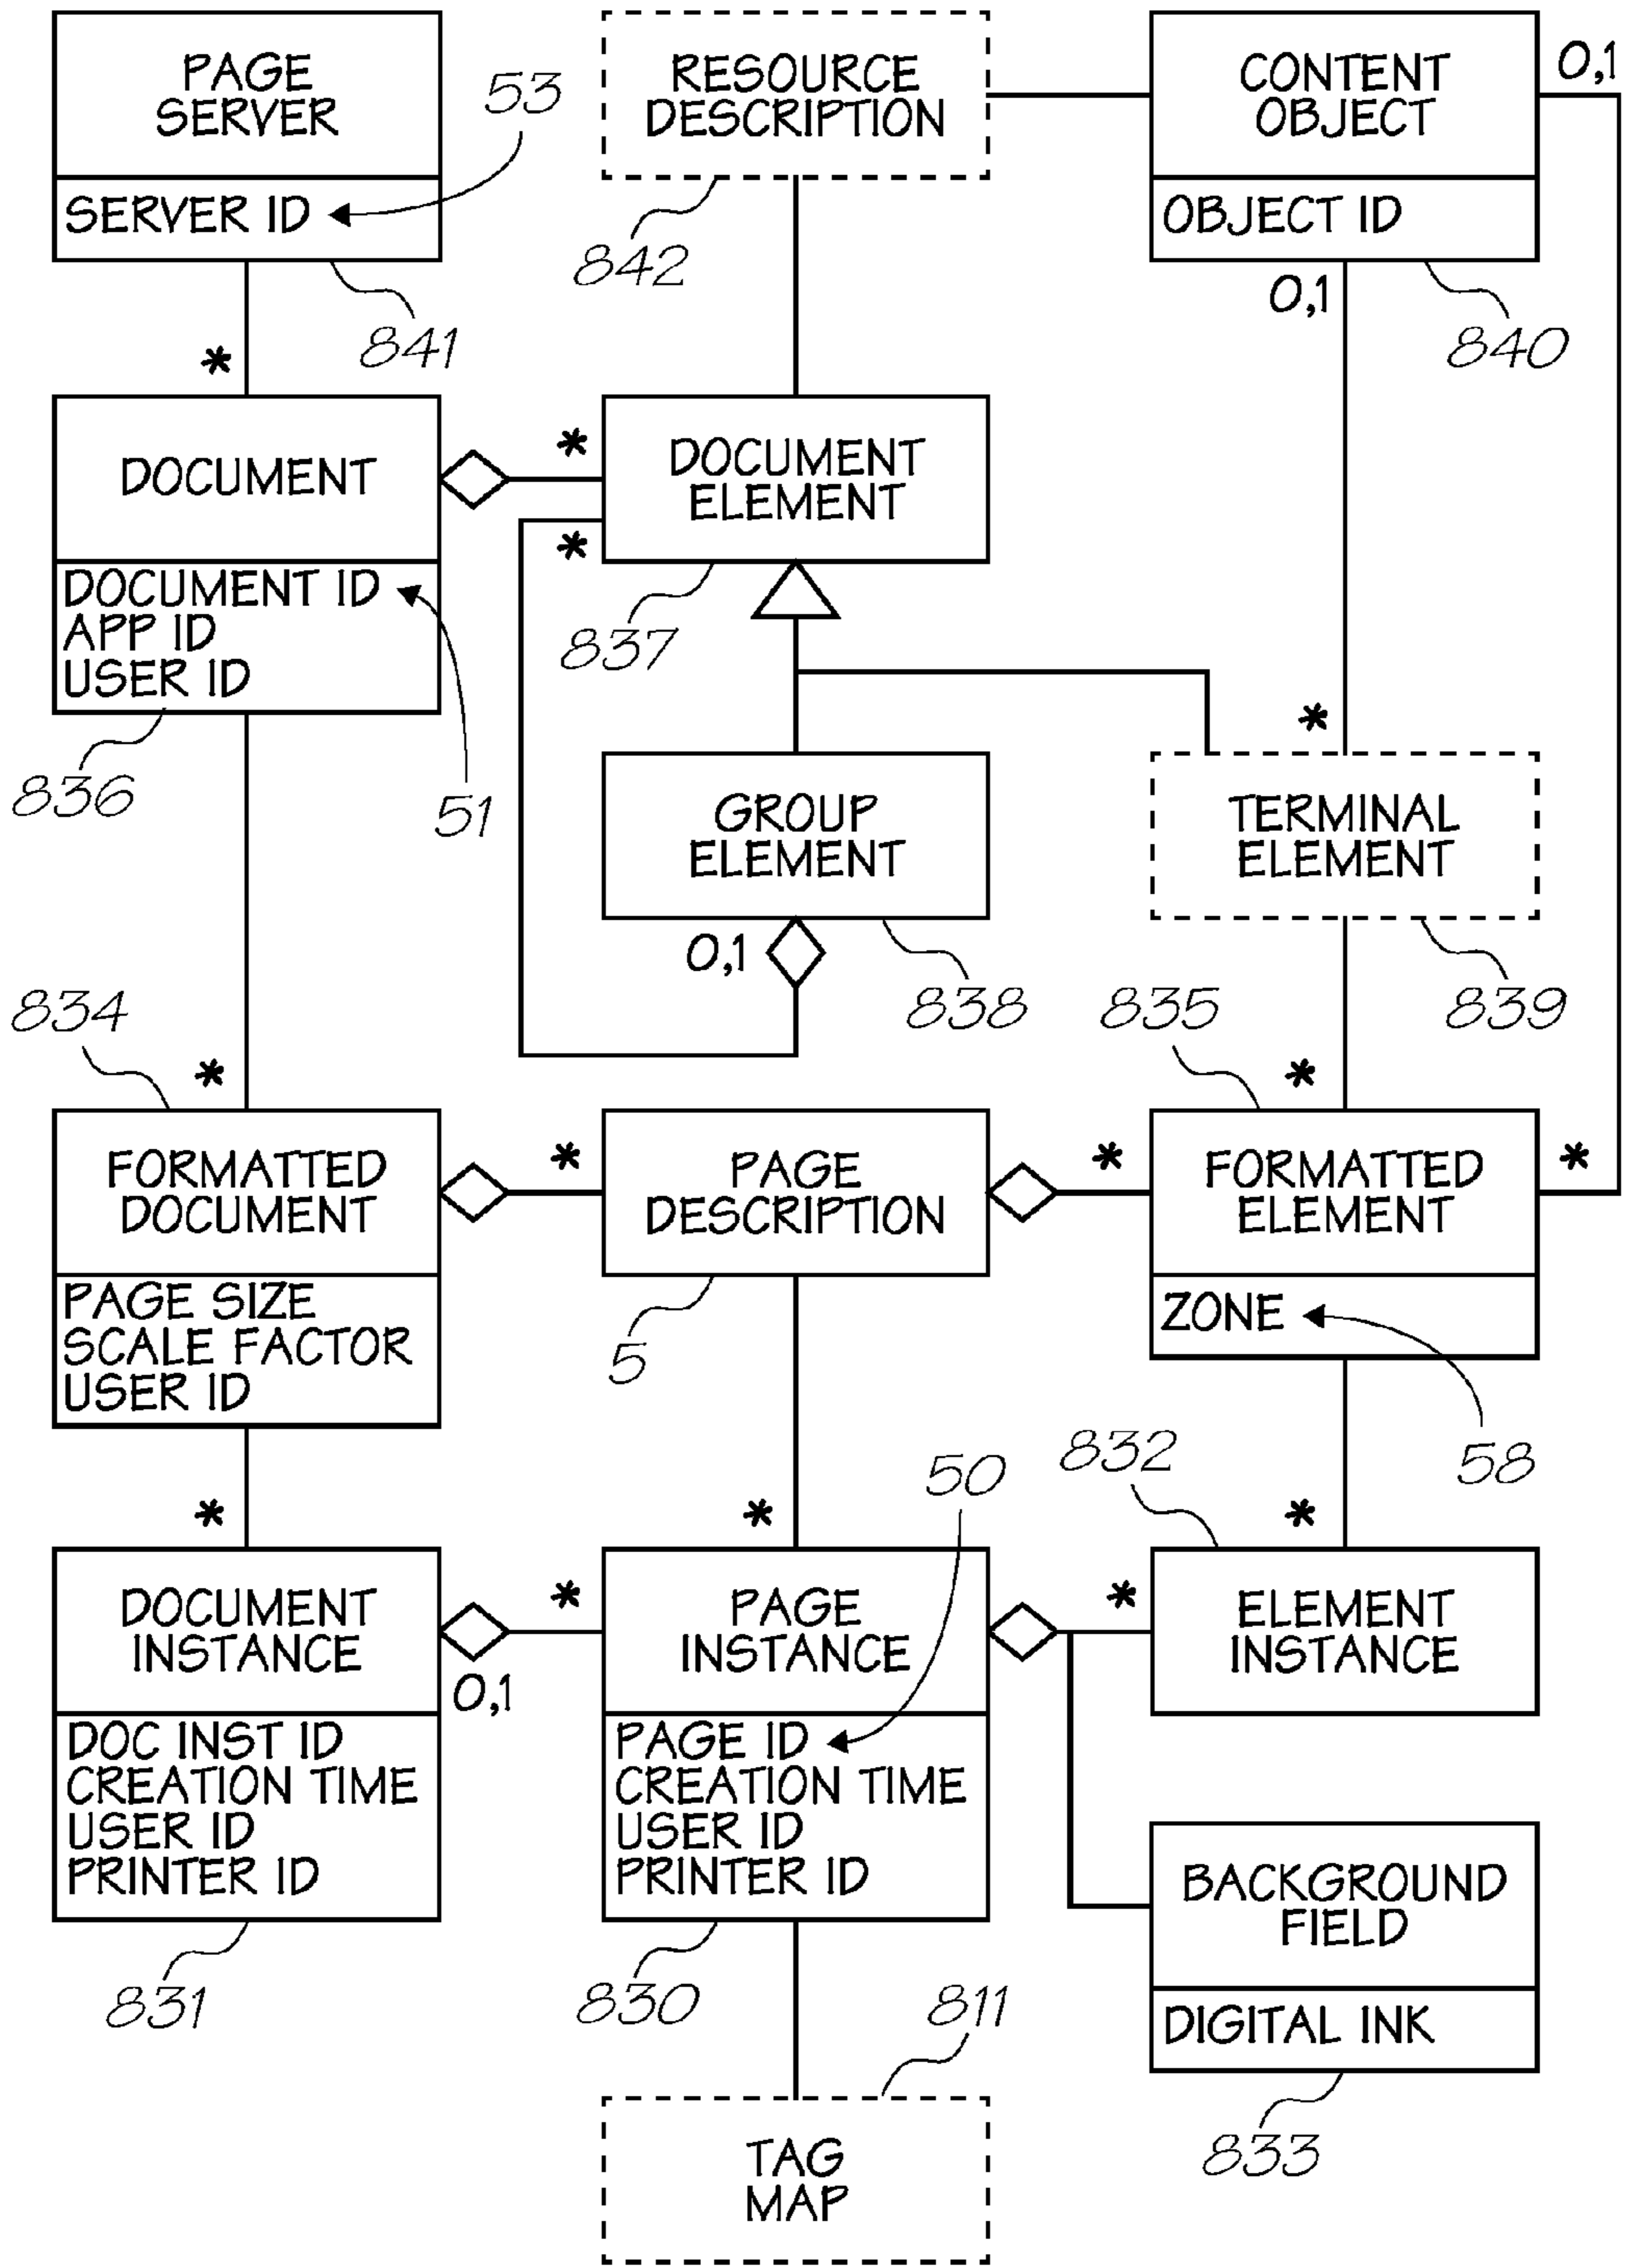 PAGE
SERVER
SERVER ID
53
841
RESOURCE
DESCRIPTION
842
CONTENT
OBJECT
OBJECT ID
0,1
0,1
840
*
DOCUMENT
DOCUMENT ID
APP ID
USER ID
836
51
*
*
DOCUMENT
ELEMENT
837
GROUP
ELEMENT
0,1
838
*
TERMINAL
ELEMENT
839
834
*
FORMATTED
DOCUMENT
PAGE SIZE
SCALE FACTOR
USER ID
*
PAGE
DESCRIPTION
5
835
*
*
*
FORMATTED
ELEMENT
ZONE
58
*
DOCUMENT
INSTANCE
0,1
DOC INST ID
CREATION TIME
USER ID
PRINTER ID
831
*
*
50
PAGE
INSTANCE
PAGE ID
CREATION TIME
USER ID
PRINTER ID
830
832
*
*
ELEMENT
INSTANCE
BACKGROUND
FIELD
DIGITAL INK
833
811
TAG
MAP